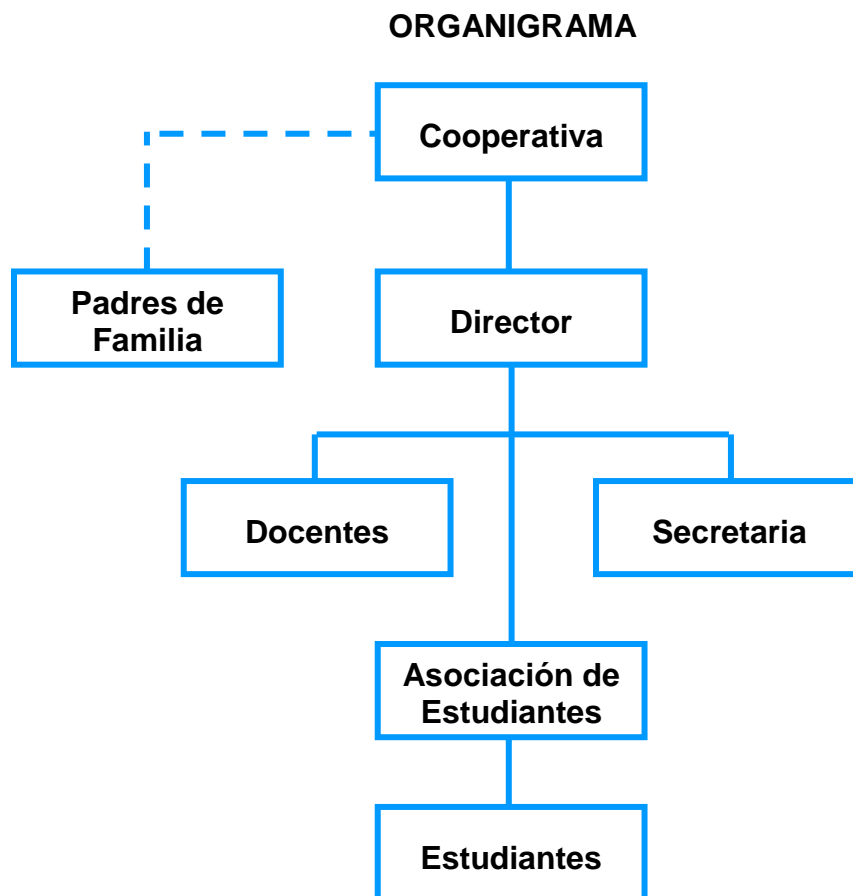 ORGANIGRAMA
Cooperativa
Padres de
Familia
Director
Docentes
Secretaria
Asociación de
Estudiantes
Estudiantes